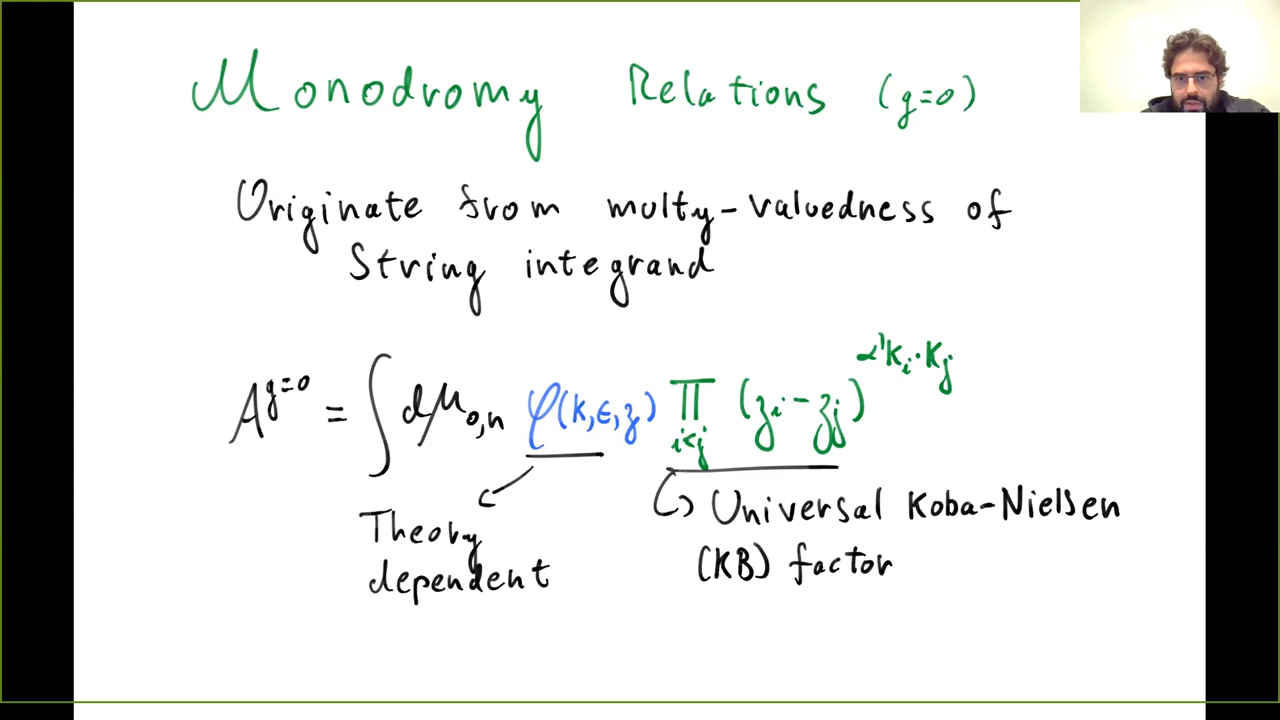 Monodromy Relations (g=0)
Originate from multy-valuedness of
String integrand
A^{g=0} = ∫ dμ_{0,n} φ(k,ϵ,z) ∏_{i<j} (z_i - z_j)^{α' k_i · k_j}
Theory
dependent
Universal Koba-Nielsen
(KB) factor